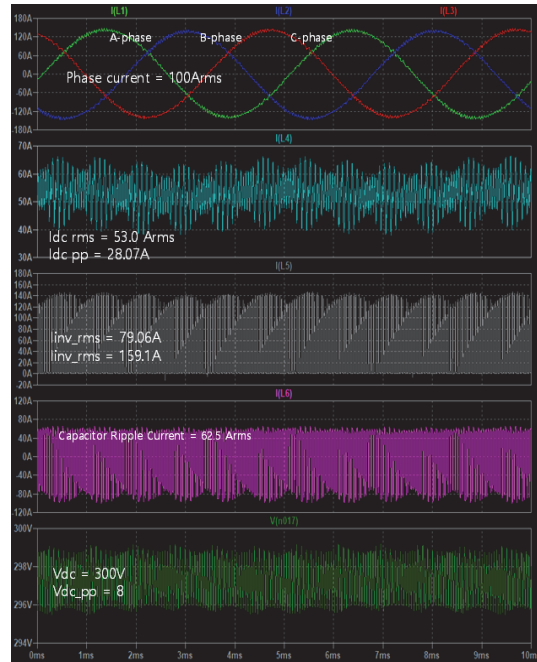 I(L1) I(L2) I(L3)
180A
120A
60A
0A
-60A
-120A
-180A
A-phase B-phase C-phase
Phase current = 100Arms
I(L4)
70A
60A
50A
40A
30A
Idc rms = 53.0 Arms
Idc pp = 28.07A
I(L5)
180A
160A
140A
120A
100A
80A
60A
40A
20A
0A
-20A
Iinv_rms = 79.06A
Iinv_rms = 159.1A
I(L6)
120A
80A
40A
0A
-40A
-80A
-120A
Capacitor Ripple Current = 62.5 Arms
V(n017)
300V
298V
296V
294V
Vdc = 300V
Vdc_pp = 8
0ms 1ms 2ms 3ms 4ms 5ms 6ms 7ms 8ms 9ms 10ms